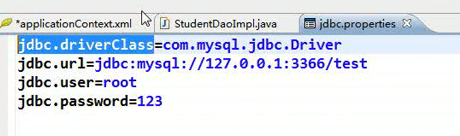 *applicationContext.xml StudentDaoImpl.java jdbc.properties
jdbc.driverClass=com.mysql.jdbc.Driver
jdbc.url=jdbc:mysql://127.0.0.1:3366/test
jdbc.user=root
jdbc.password=123